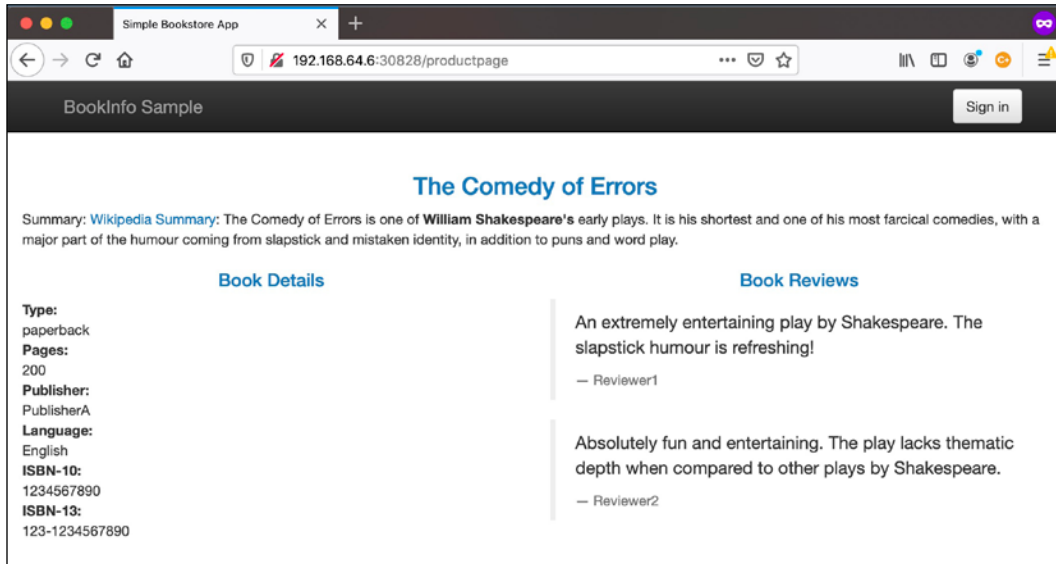 Simple Bookstore App
192.168.64.6:30828/productpage
BookInfo Sample
Sign in
The Comedy of Errors
Summary: Wikipedia Summary: The Comedy of Errors is one of William Shakespeare's early plays. It is his shortest and one of his most farcical comedies, with a
major part of the humour coming from slapstick and mistaken identity, in addition to puns and word play.
Book Details
Type:
paperback
Pages:
200
Publisher:
PublisherA
Language:
English
ISBN-10:
1234567890
ISBN-13:
123-1234567890
Book Reviews
An extremely entertaining play by Shakespeare. The
slapstick humour is refreshing!
— Reviewer1
Absolutely fun and entertaining. The play lacks thematic
depth when compared to other plays by Shakespeare.
— Reviewer2